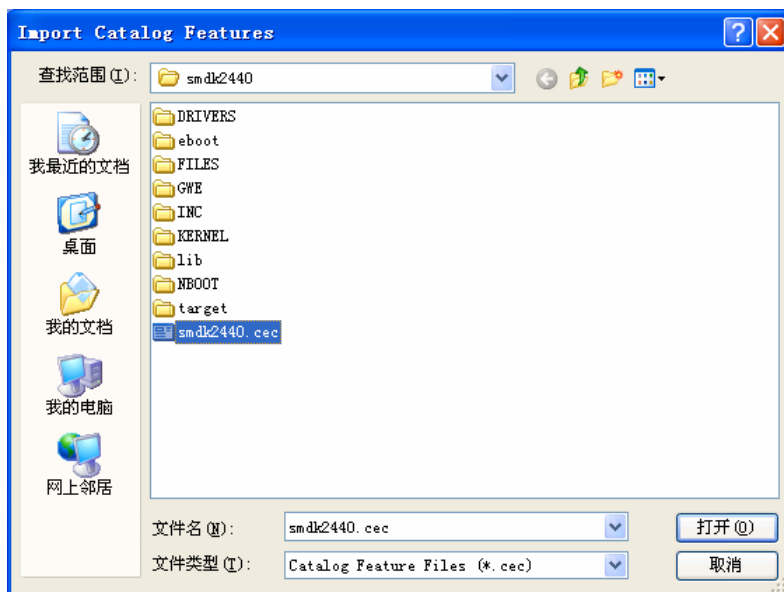 Import Catalog Features
查找范围(I):
smdk2440
DRIVERS
eboot
FILES
GWE
INC
KERNEL
lib
NBOOT
target
smdk2440.cec
我最近的文档
桌面
我的文档
我的电脑
网上邻居
文件名(N):
smdk2440.cec
打开(O)
文件类型(T):
Catalog Feature Files (*.cec)
取消